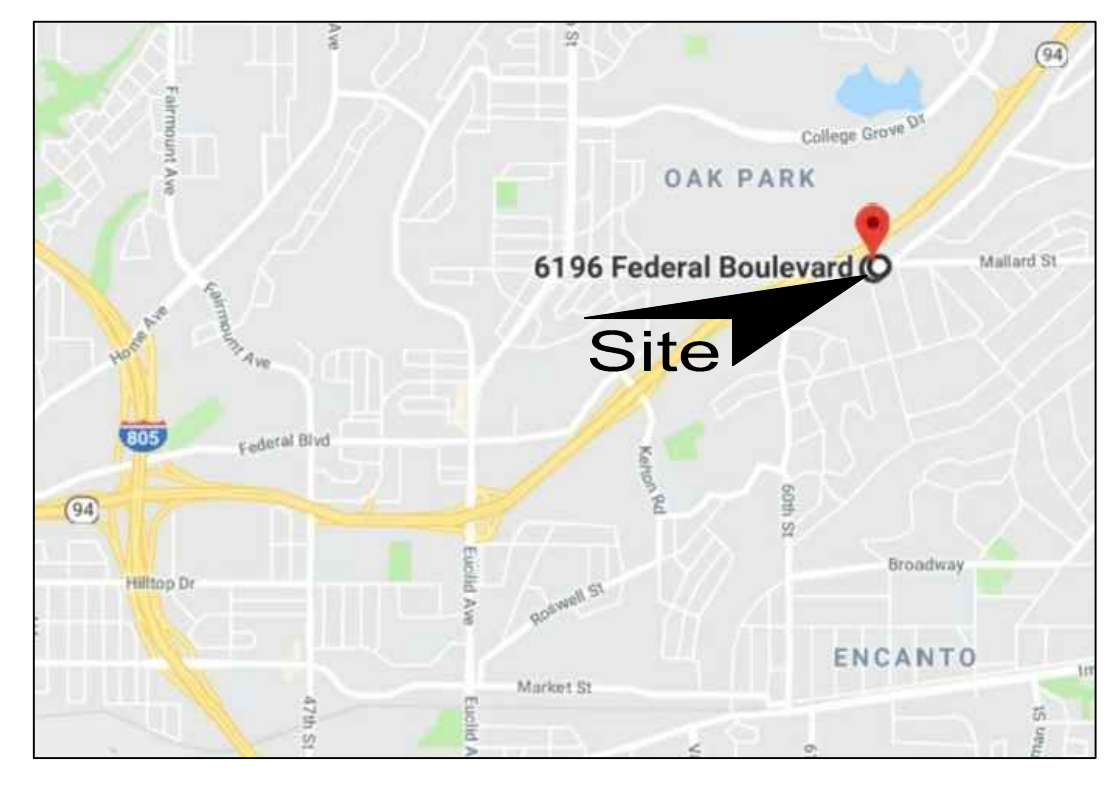 Ave
St
94
Fairmount Ave
College Grove Dr
OAK PARK
6196 Federal Boulevard
Mallard St
Site
Home Ave
Fairmount Ave
805
Federal Blvd
Kelton Rd
94
60th St
Euclid Ave
Broadway
Hilltop Dr
Roswell St
ENCANTO
Market St
47th St
Euclid A
St